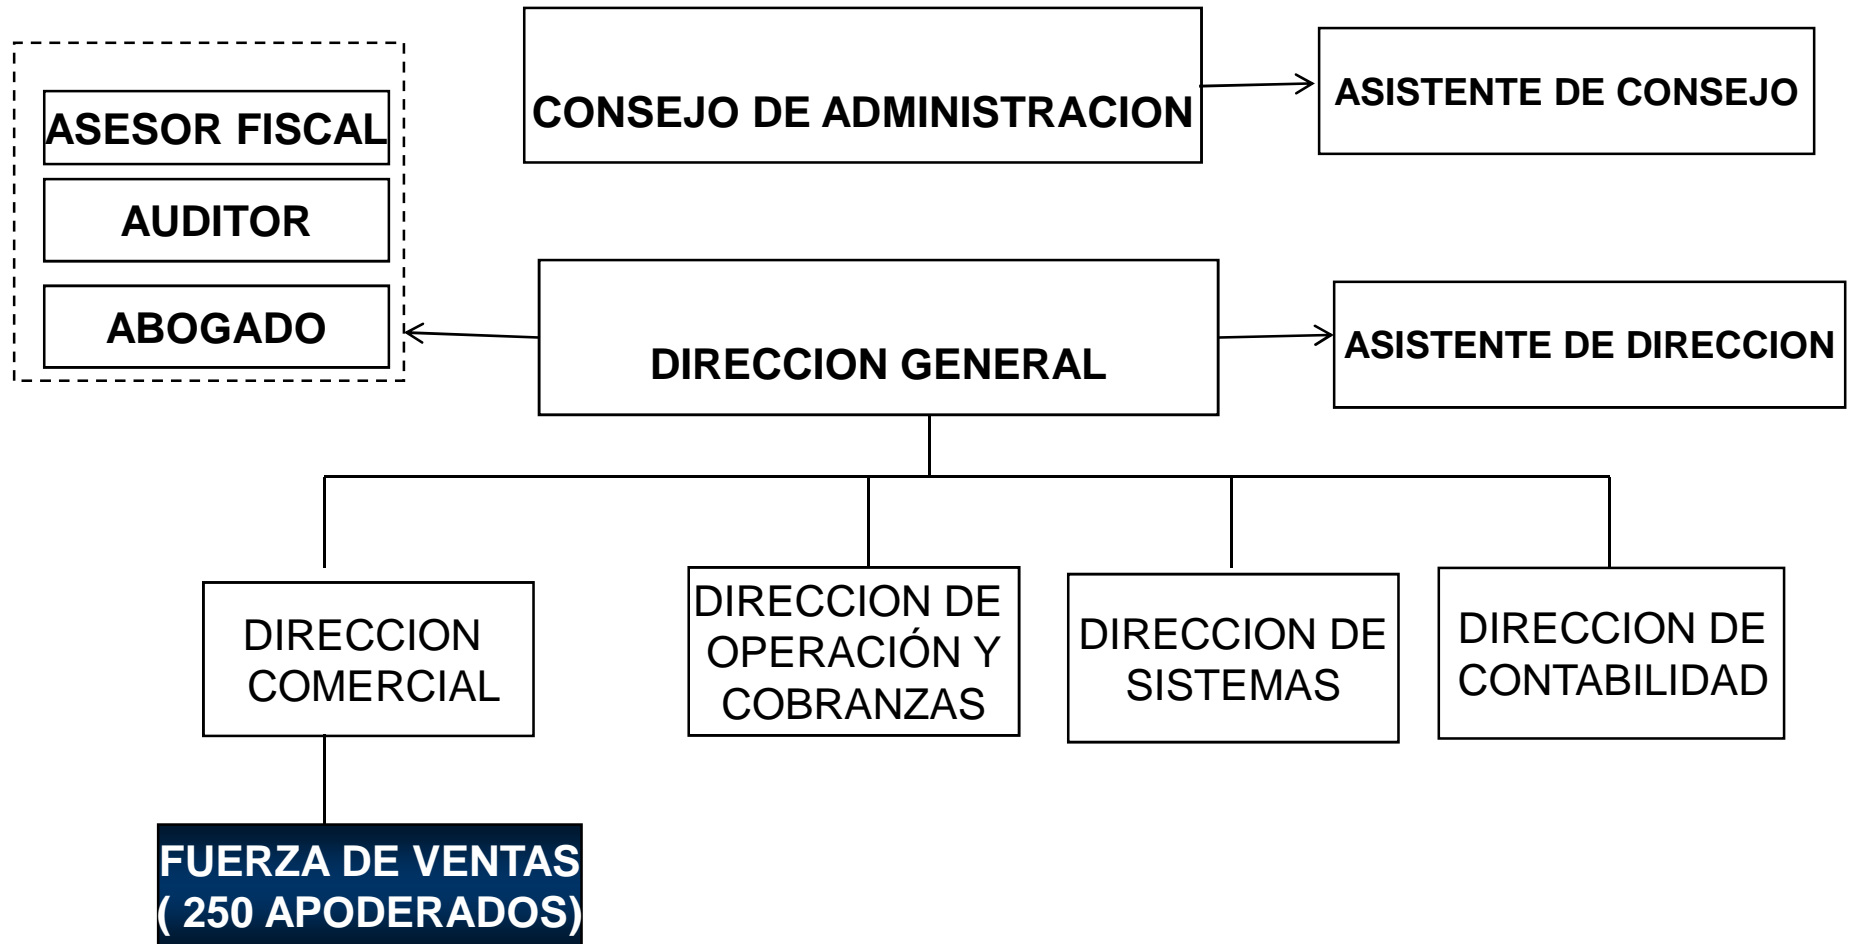 CONSEJO DE ADMINISTRACION
ASISTENTE DE CONSEJO
ASESOR FISCAL
AUDITOR
ABOGADO
DIRECCION GENERAL
ASISTENTE DE DIRECCION
DIRECCION
COMERCIAL
DIRECCION DE
OPERACIÓN Y
COBRANZAS
DIRECCION DE
SISTEMAS
DIRECCION DE
CONTABILIDAD
FUERZA DE VENTAS
( 250 APODERADOS)